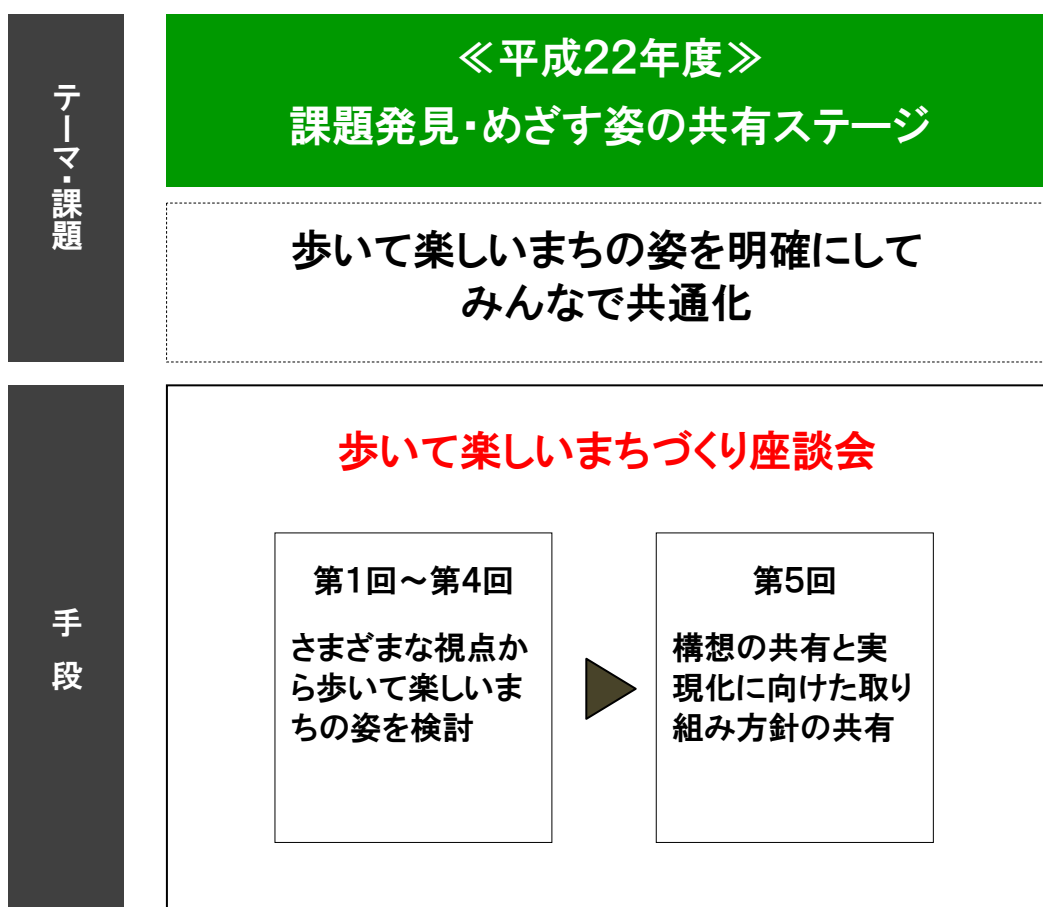 テーマ・課題
≪平成22年度≫
課題発見・めざす姿の共有ステージ
歩いて楽しいまちの姿を明確にして
みんなで共通化
手段
歩いて楽しいまちづくり座談会
第1回～第4回
さまざまな視点か
ら歩いて楽しいま
ちの姿を検討
第5回
構想の共有と実
現化に向けた取り
組み方針の共有